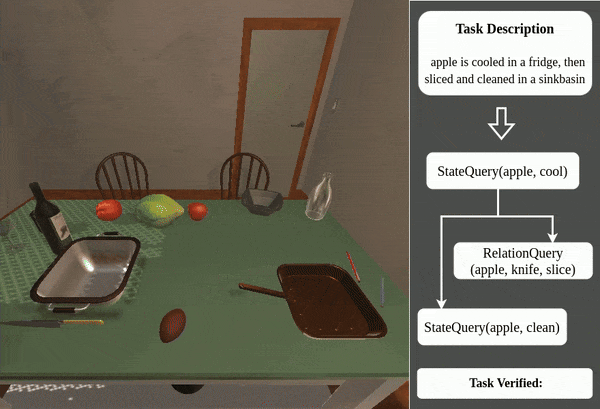 Task Description
apple is cooled in a fridge, then
sliced and cleaned in a sinkbasin
StateQuery(apple, cool)
RelationQuery
(apple, knife, slice)
StateQuery(apple, clean)
Task Verified: